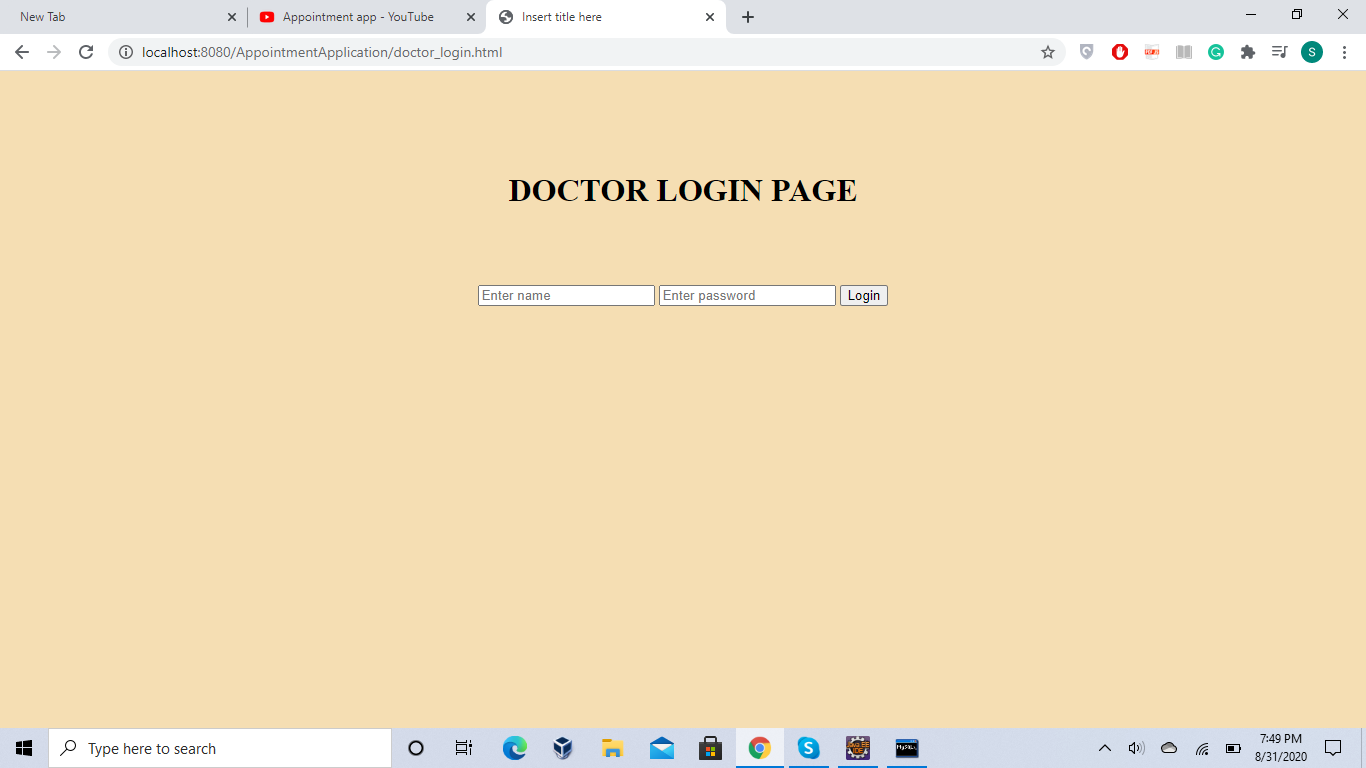 New Tab
Appointment app - YouTube
Insert title here
localhost:8080/AppointmentApplication/doctor_login.html
S
DOCTOR LOGIN PAGE
Enter name
Enter password
Login
Type here to search
MySQL
7:49 PM
8/31/2020